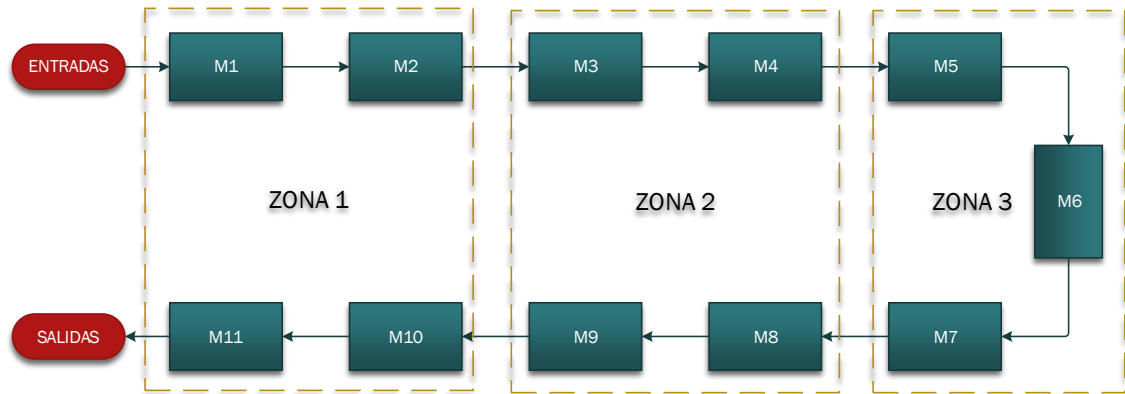 ENTRADAS
M1
M2
M3
M4
M5
ZONA 1
ZONA 2
ZONA 3
M6
SALIDAS
M11
M10
M9
M8
M7